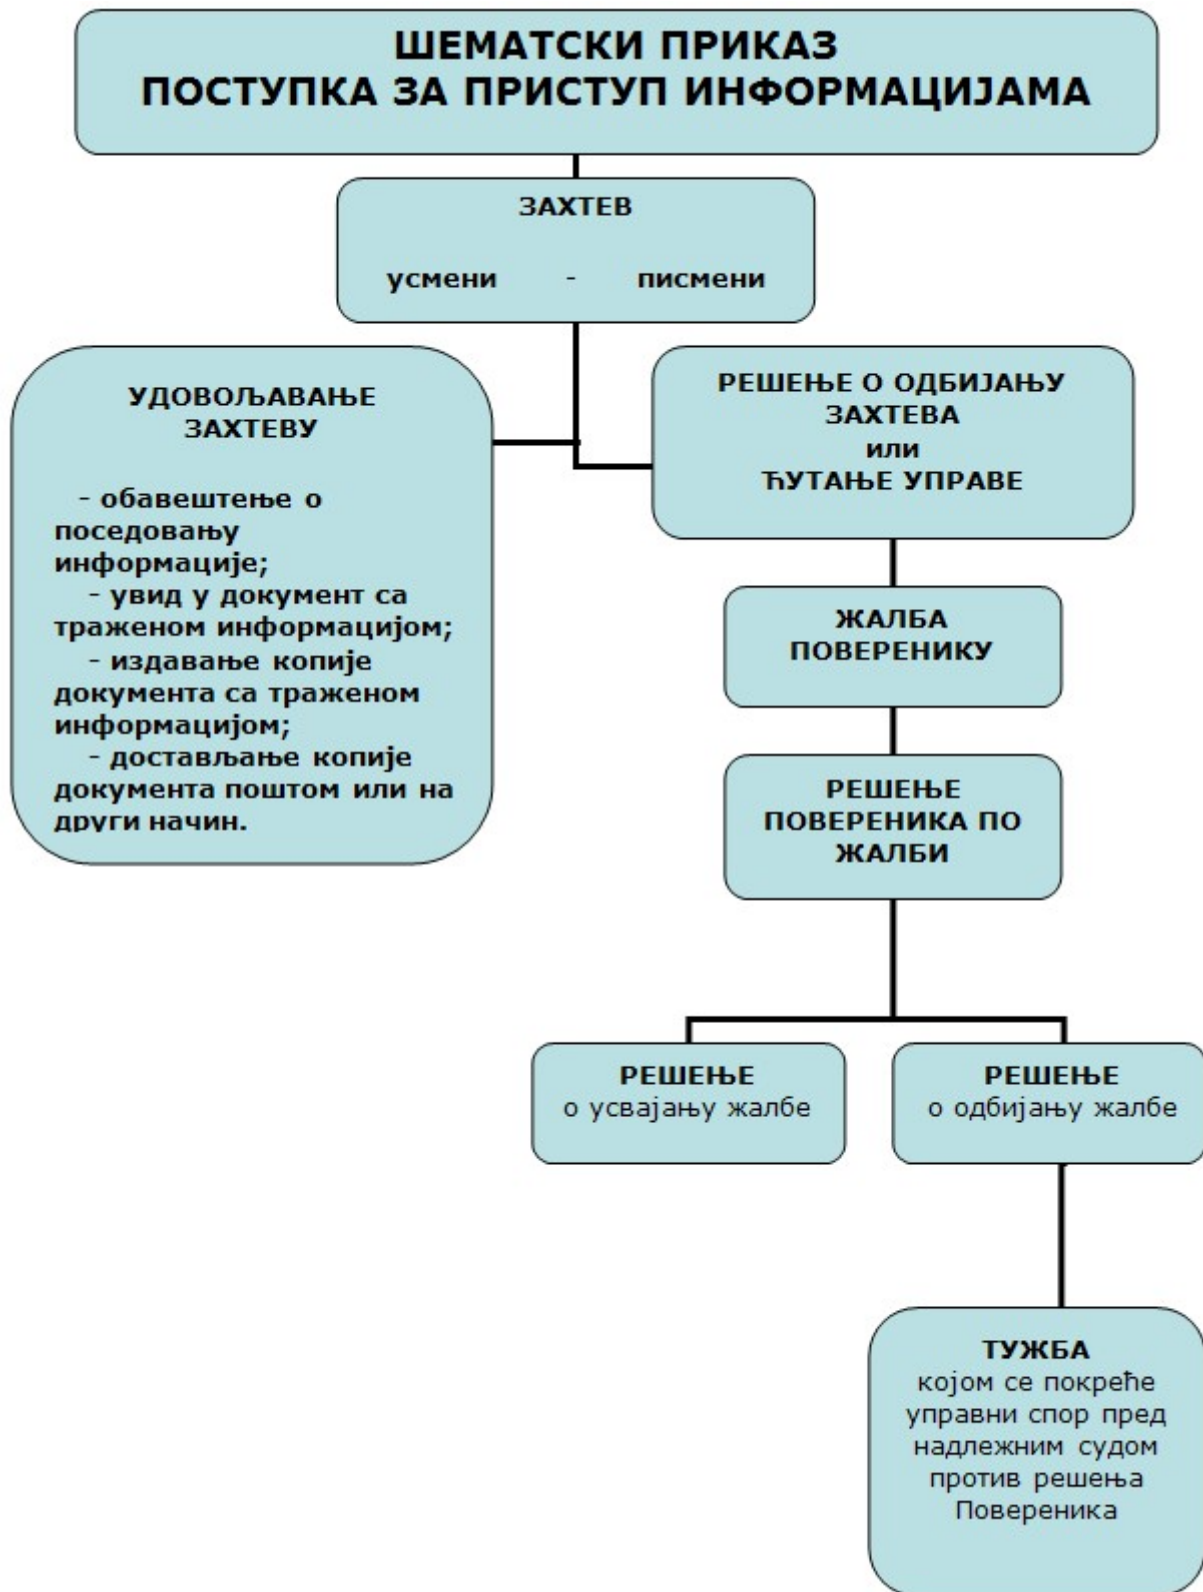 ШЕМАТСКИ ПРИКАЗ
ПОСТУПКА ЗА ПРИСТУП ИНФОРМАЦИЈАМА
ЗАХТЕВ
усмени - писмени
УДОВОЉАВАЊЕ
ЗАХТЕВУ
- обавештење о
поседовању
информације;
- увид у документ са
траженом информацијом;
- издавање копије
документа са траженом
информацијом;
- достављање копије
документа поштом или на
други начин.
РЕШЕЊЕ О ОДБИЈАЊУ
ЗАХТЕВА
или
ЋУТАЊЕ УПРАВЕ
ЖАЛБА
ПОВЕРЕНИКУ
РЕШЕЊЕ
ПОВЕРЕНИКА ПО
ЖАЛБИ
РЕШЕЊЕ
о усвајању жалбе
РЕШЕЊЕ
о одбијању жалбе
ТУЖБА
којом се покреће
управни спор пред
надлежним судом
против решења
Повереника